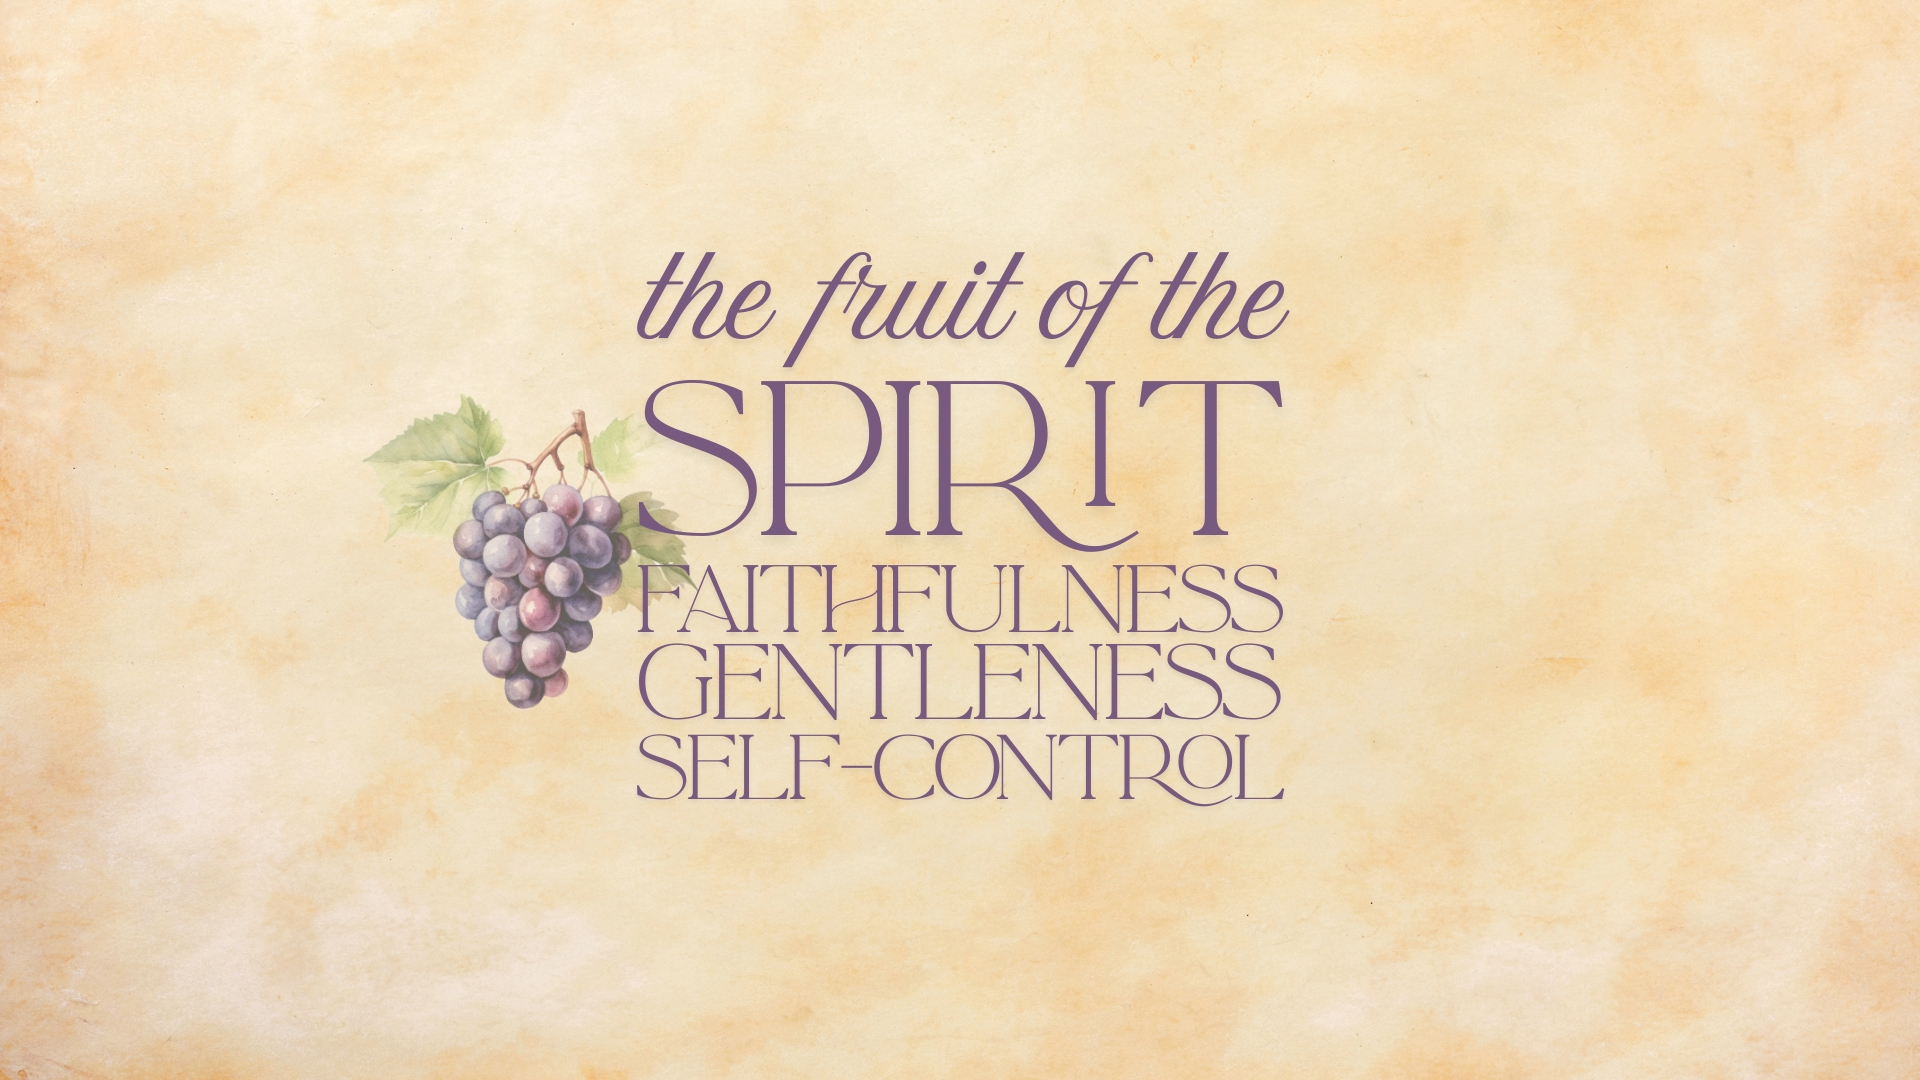 the fruit of the
SPIRIT
FAITHFULNESS
GENTLENESS
SELF-CONTROL